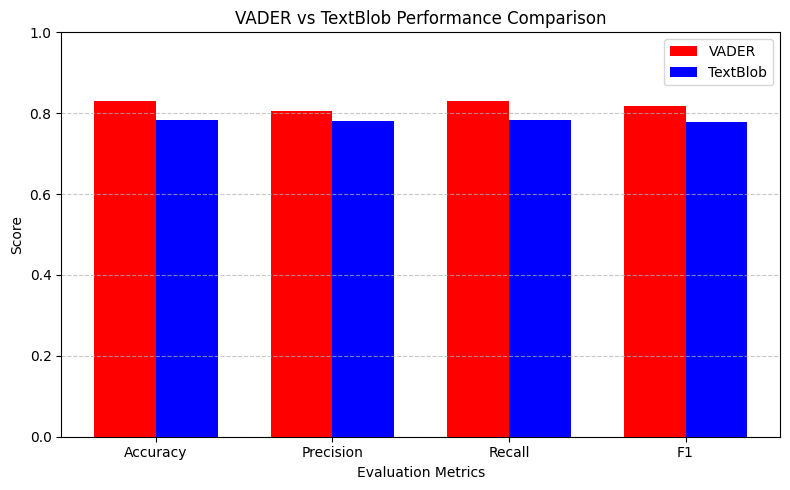 VADER vs TextBlob Performance Comparison
1.0
VADER
TextBlob
0.8
0.6
Score
0.4
0.2
0.0
Accuracy Precision Recall F1
Evaluation Metrics